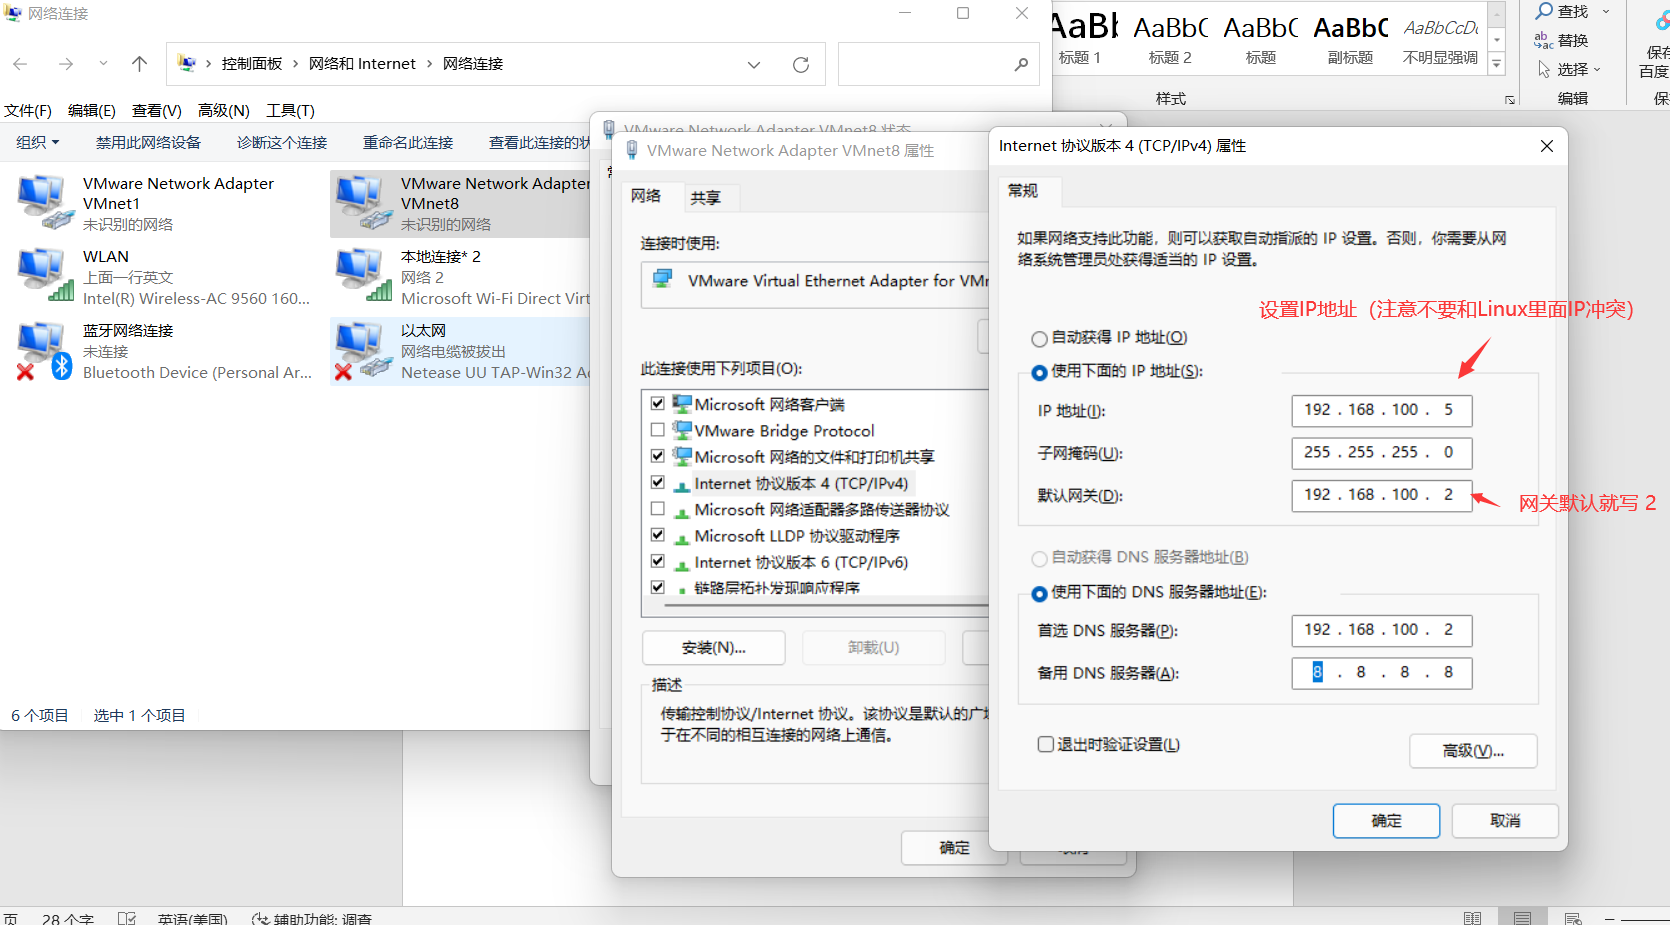 网络连接
控制面板 › 网络和 Internet › 网络连接
文件(F) 编辑(E) 查看(V) 高级(N) 工具(T)
组织 禁用此网络设备 诊断这个连接 重命名此连接 查看此连接的状
VMware Network Adapter
VMnet1
未识别的网络
VMware Network Adapter
VMnet8
未识别的网络
WLAN
上面一行英文
Intel(R) Wireless-AC 9560 160...
本地连接* 2
网络 2
Microsoft Wi-Fi Direct Virt
蓝牙网络连接
未连接
Bluetooth Device (Personal Ar...
以太网
网络电缆被拔出
Netease UU TAP-Win32 Ad
6 个项目 选中 1 个项目
AaBb AaBbC AaBbC AaBbC AaBbCcDc
标题 1 标题 2 标题 副标题 不明显强调
样式
查找
替换
选择
编辑
保存
百度
保
VMware Network Adapter VMnet8 状态
VMware Network Adapter VMnet8 属性
网络 共享
连接时使用:
VMware Virtual Ethernet Adapter for VMn
此连接使用下列项目(O):
Microsoft 网络客户端
VMware Bridge Protocol
Microsoft 网络的文件和打印机共享
Internet 协议版本 4 (TCP/IPv4)
Microsoft 网络适配器多路传送器协议
Microsoft LLDP 协议驱动程序
Internet 协议版本 6 (TCP/IPv6)
链路层拓扑发现响应程序
安装(N)... 卸载(U)
描述
传输控制协议/Internet 协议。该协议是默认的广域
于在不同的相互连接的网络上通信。
确定 取消
Internet 协议版本 4 (TCP/IPv4) 属性
常规
如果网络支持此功能，则可以获取自动指派的 IP 设置。否则，你需要从网
络系统管理员处获得适当的 IP 设置。
设置IP地址（注意不要和Linux里面IP冲突）
自动获得 IP 地址(O)
使用下面的 IP 地址(S):
IP 地址(I): 192 . 168 . 100 . 5
子网掩码(U): 255 . 255 . 255 . 0
默认网关(D): 192 . 168 . 100 . 2
网关默认就写 2
自动获得 DNS 服务器地址(B)
使用下面的 DNS 服务器地址(E):
首选 DNS 服务器(P): 192 . 168 . 100 . 2
备用 DNS 服务器(A): 8 . 8 . 8 . 8
退出时验证设置(L)
高级(V)...
确定 取消
页 28 个字 英语(美国) 辅助功能: 调查